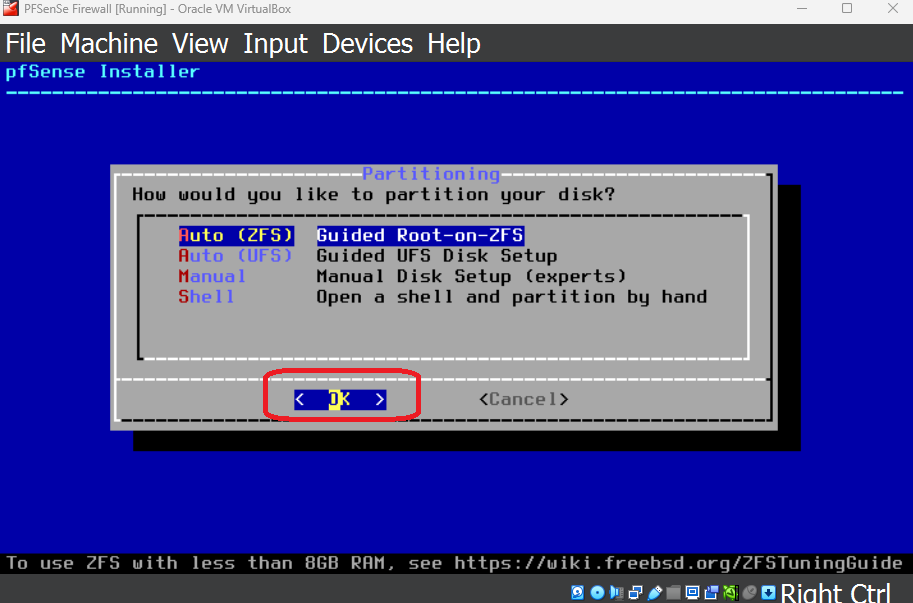 PFSenSe Firewall [Running] - Oracle VM VirtualBox
File Machine View Input Devices Help
pfSense Installer
Partitioning
How would you like to partition your disk?
Auto (ZFS) Guided Root-on-ZFS
Auto (UFS) Guided UFS Disk Setup
Manual Manual Disk Setup (experts)
Shell Open a shell and partition by hand
< OK > <Cancel>
To use ZFS with less than 8GB RAM, see https://wiki.freebsd.org/ZFSTuningGuide
Right Ctrl